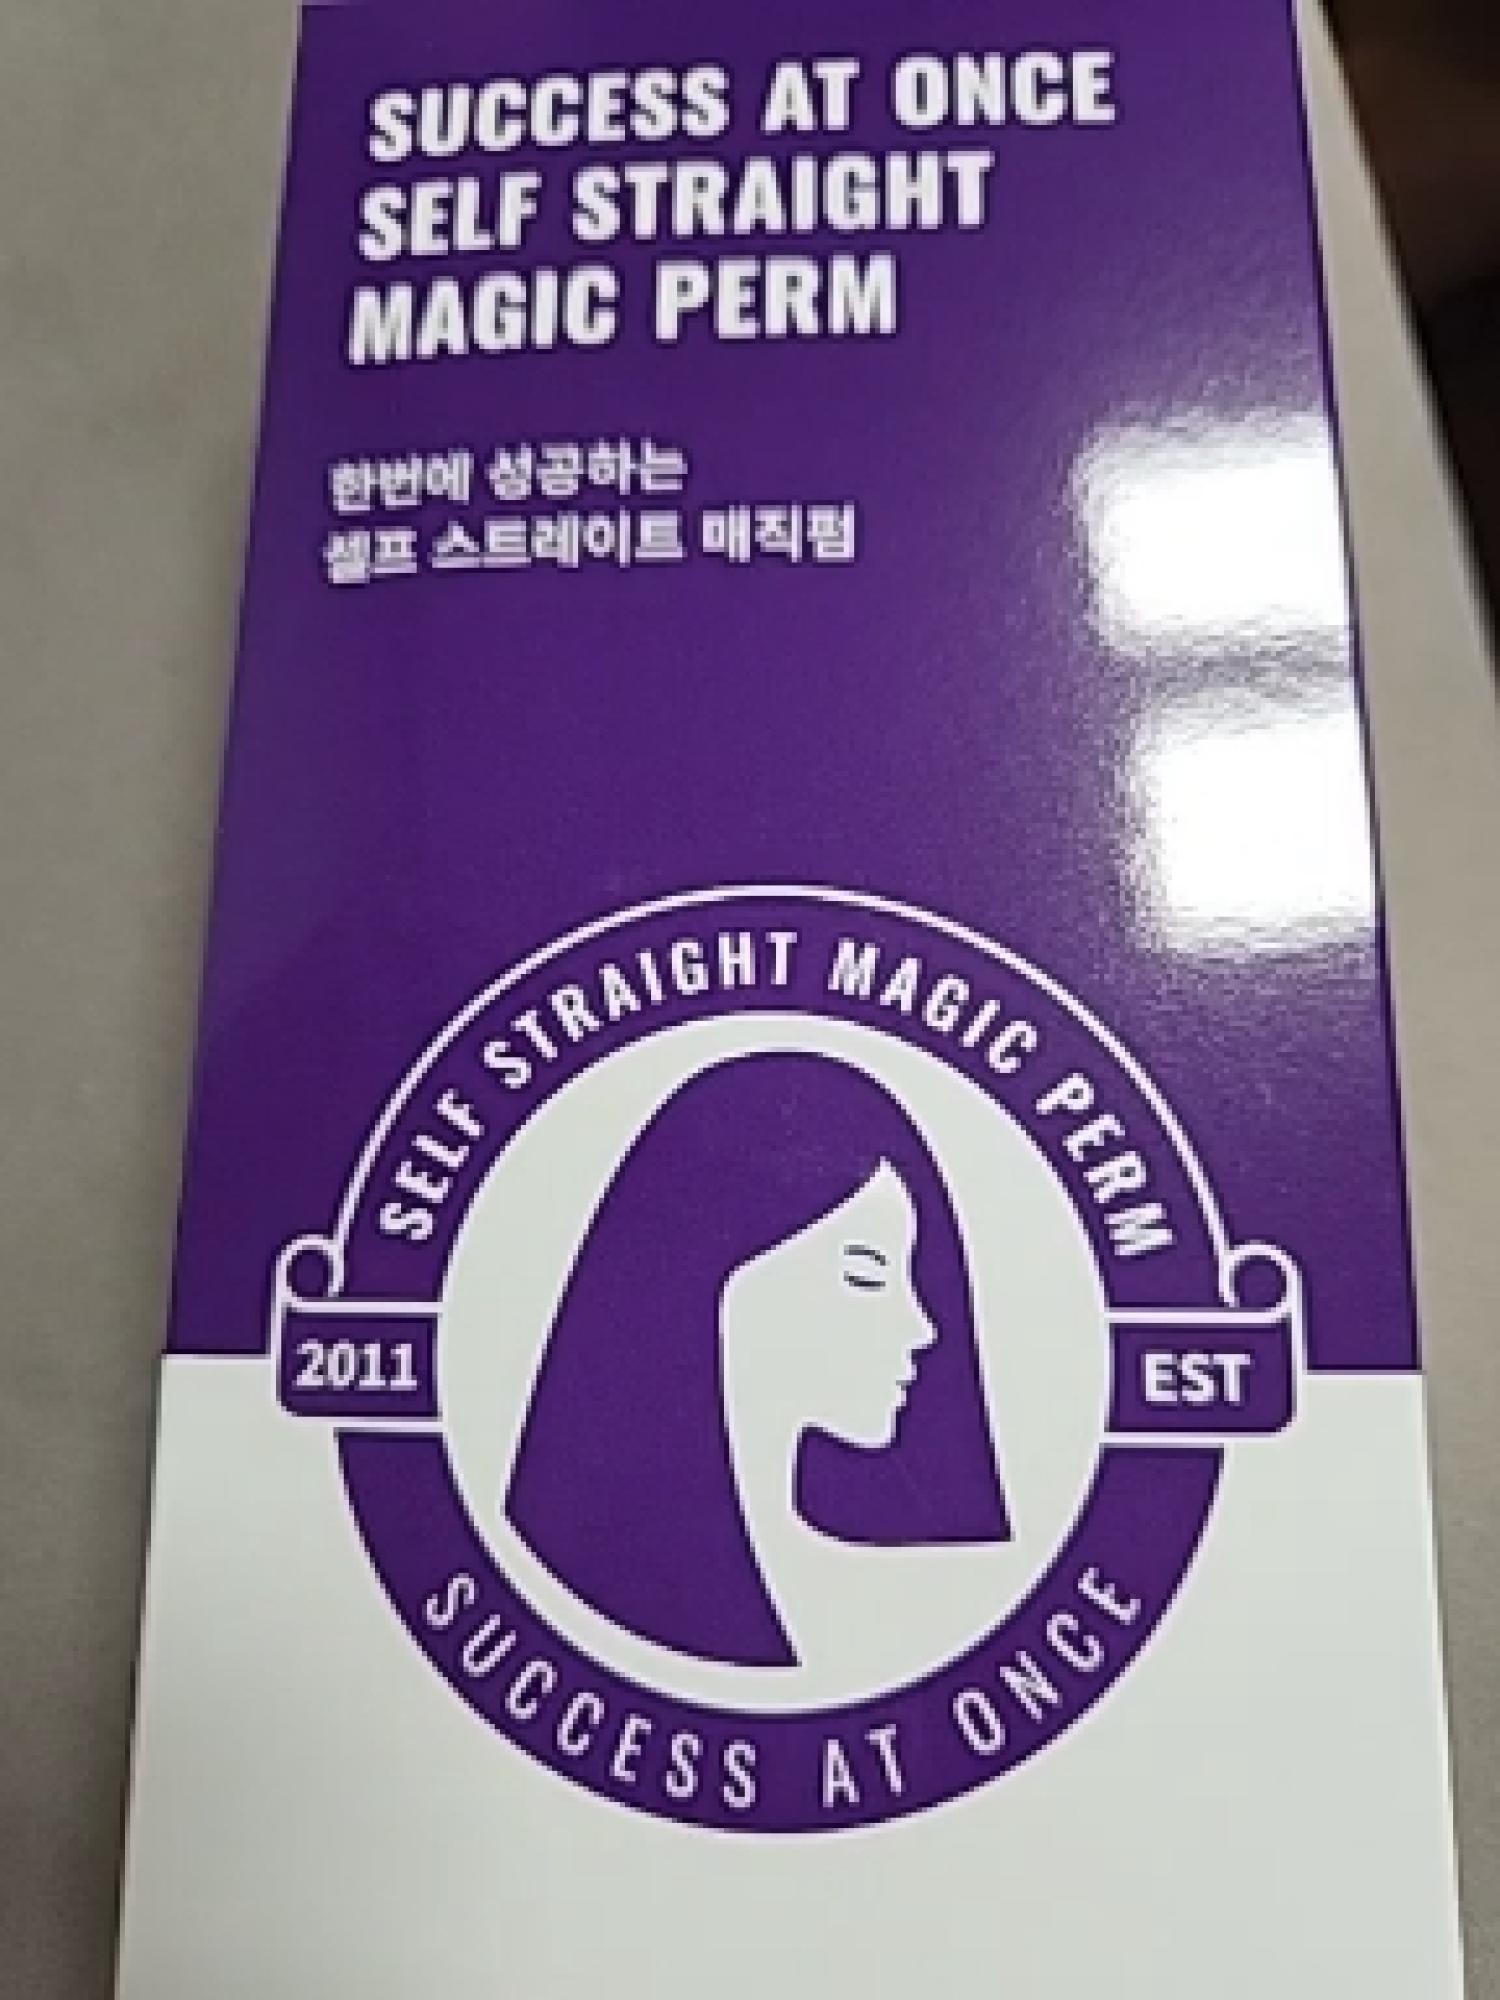 SUCCESS AT ONCE
SELF STRAIGHT
MAGIC PERM
한번에 성공하는
셀프 스트레이트 매직펌
SELF STRAIGHT MAGIC PERM
2011
EST
SUCCESS AT ONCE